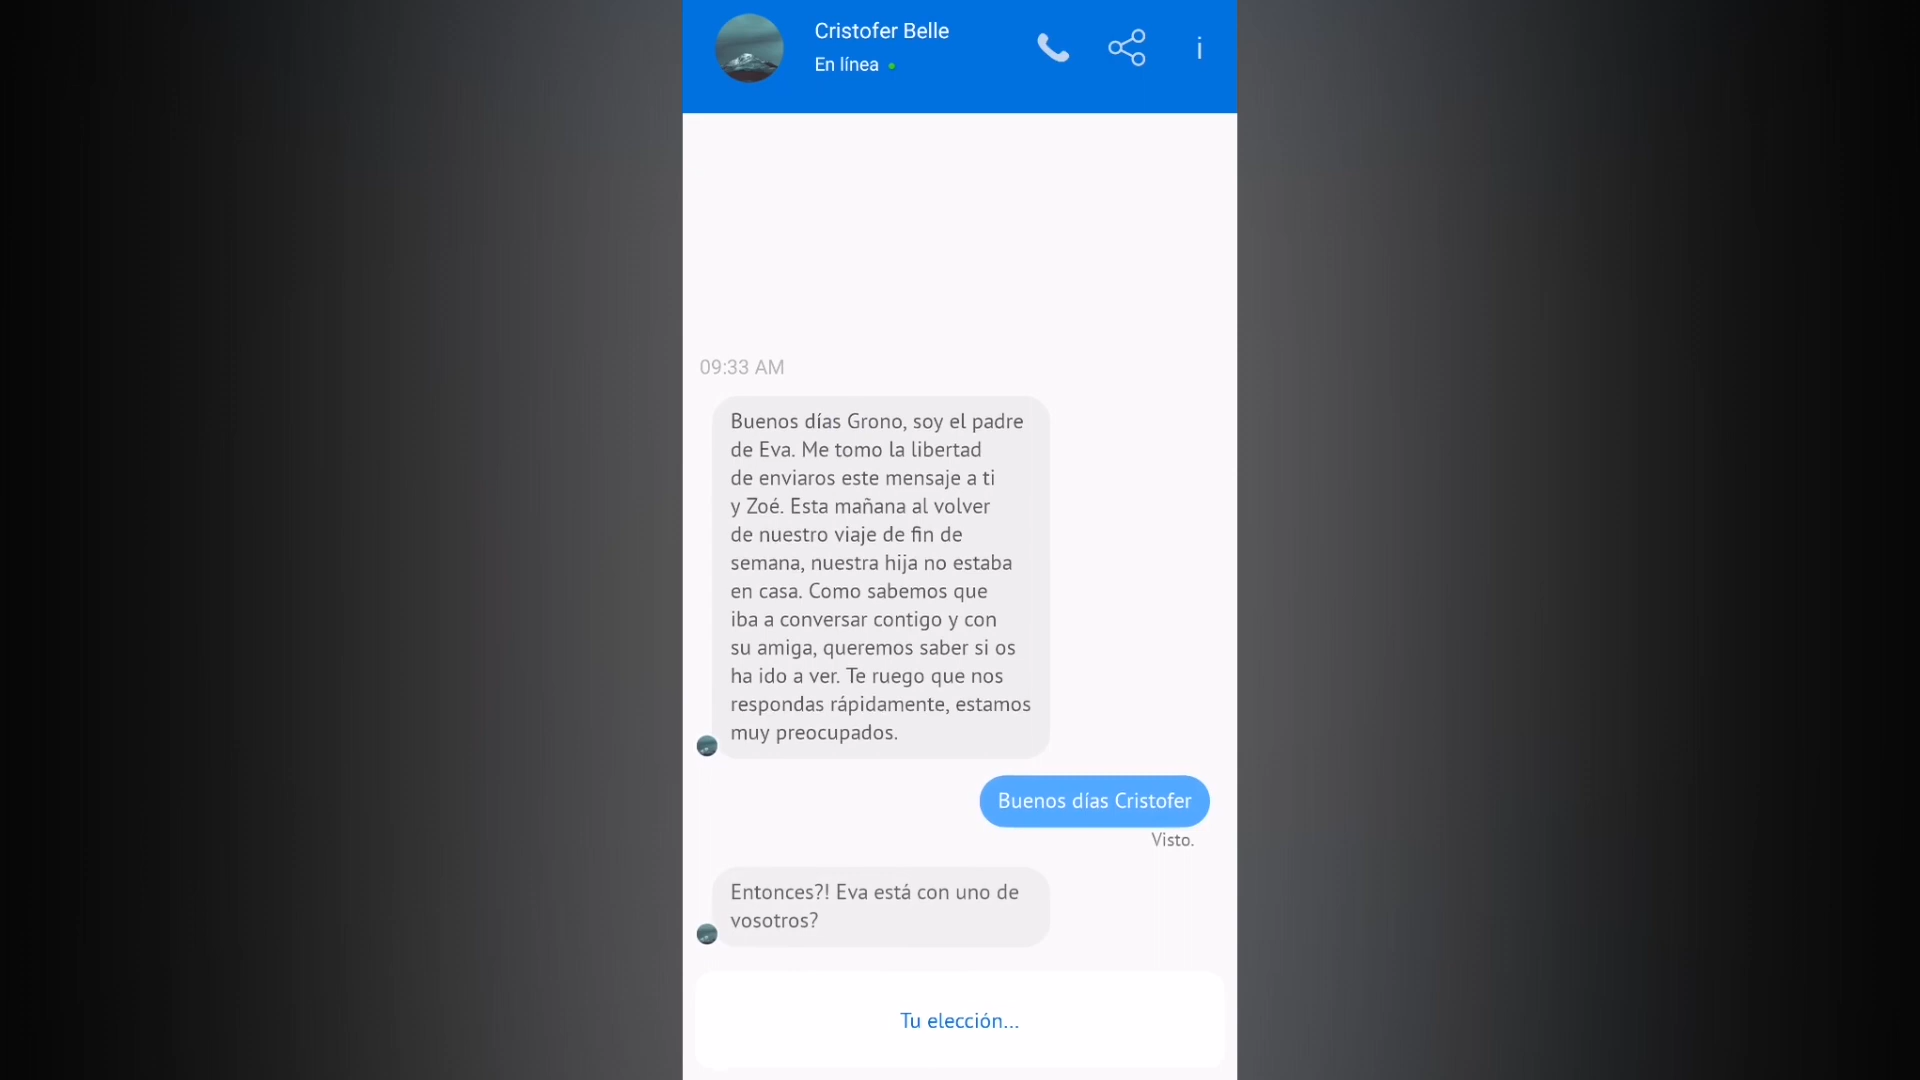 Cristofer Belle
En línea
09:33 AM
Buenos días Grono, soy el padre
de Eva. Me tomo la libertad
de enviaros este mensaje a ti
y Zoé. Esta mañana al volver
de nuestro viaje de fin de
semana, nuestra hija no estaba
en casa. Como sabemos que
iba a conversar contigo y con
su amiga, queremos saber si os
ha ido a ver. Te ruego que nos
respondas rápidamente, estamos
muy preocupados.
Buenos días Cristofer
Visto.
Entonces?! Eva está con uno de
vosotros?
Tu elección...